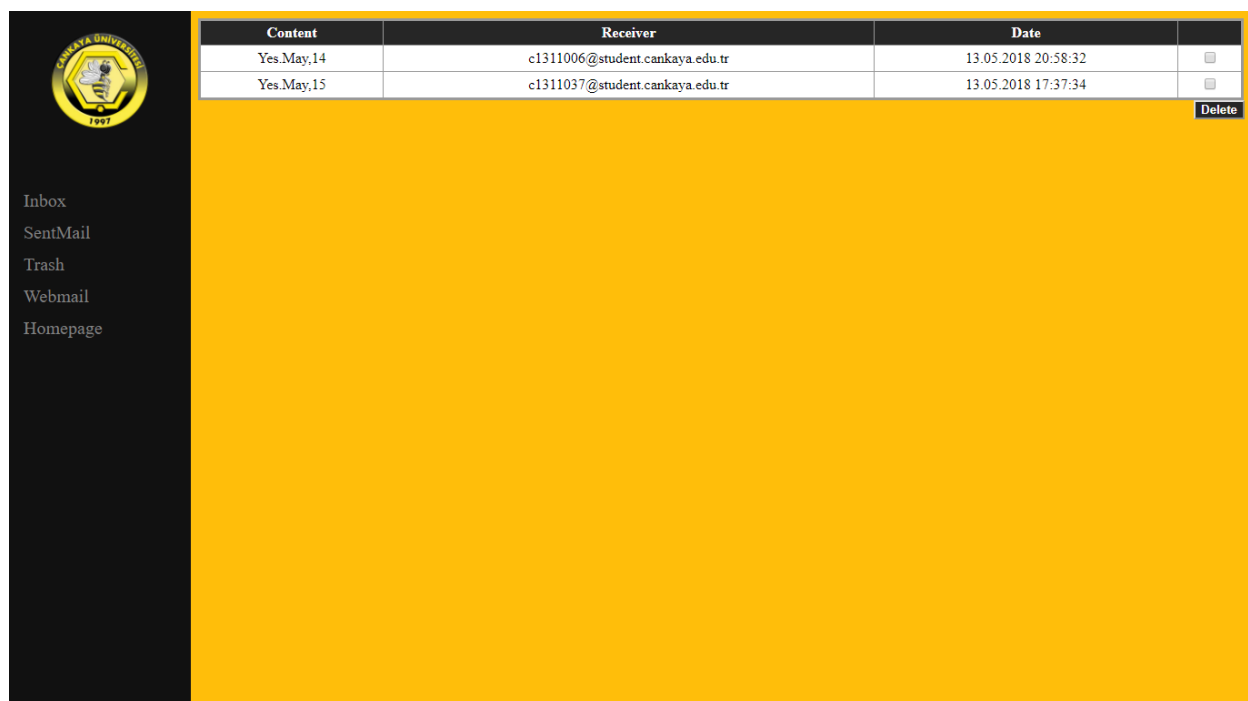 ÇANKAYA ÜNİVERSİTESİ
1997
Inbox
SentMail
Trash
Webmail
Homepage
Content Receiver Date
Yes.May,14 c1311006@student.cankaya.edu.tr 13.05.2018 20:58:32
Yes.May,15 c1311037@student.cankaya.edu.tr 13.05.2018 17:37:34
Delete